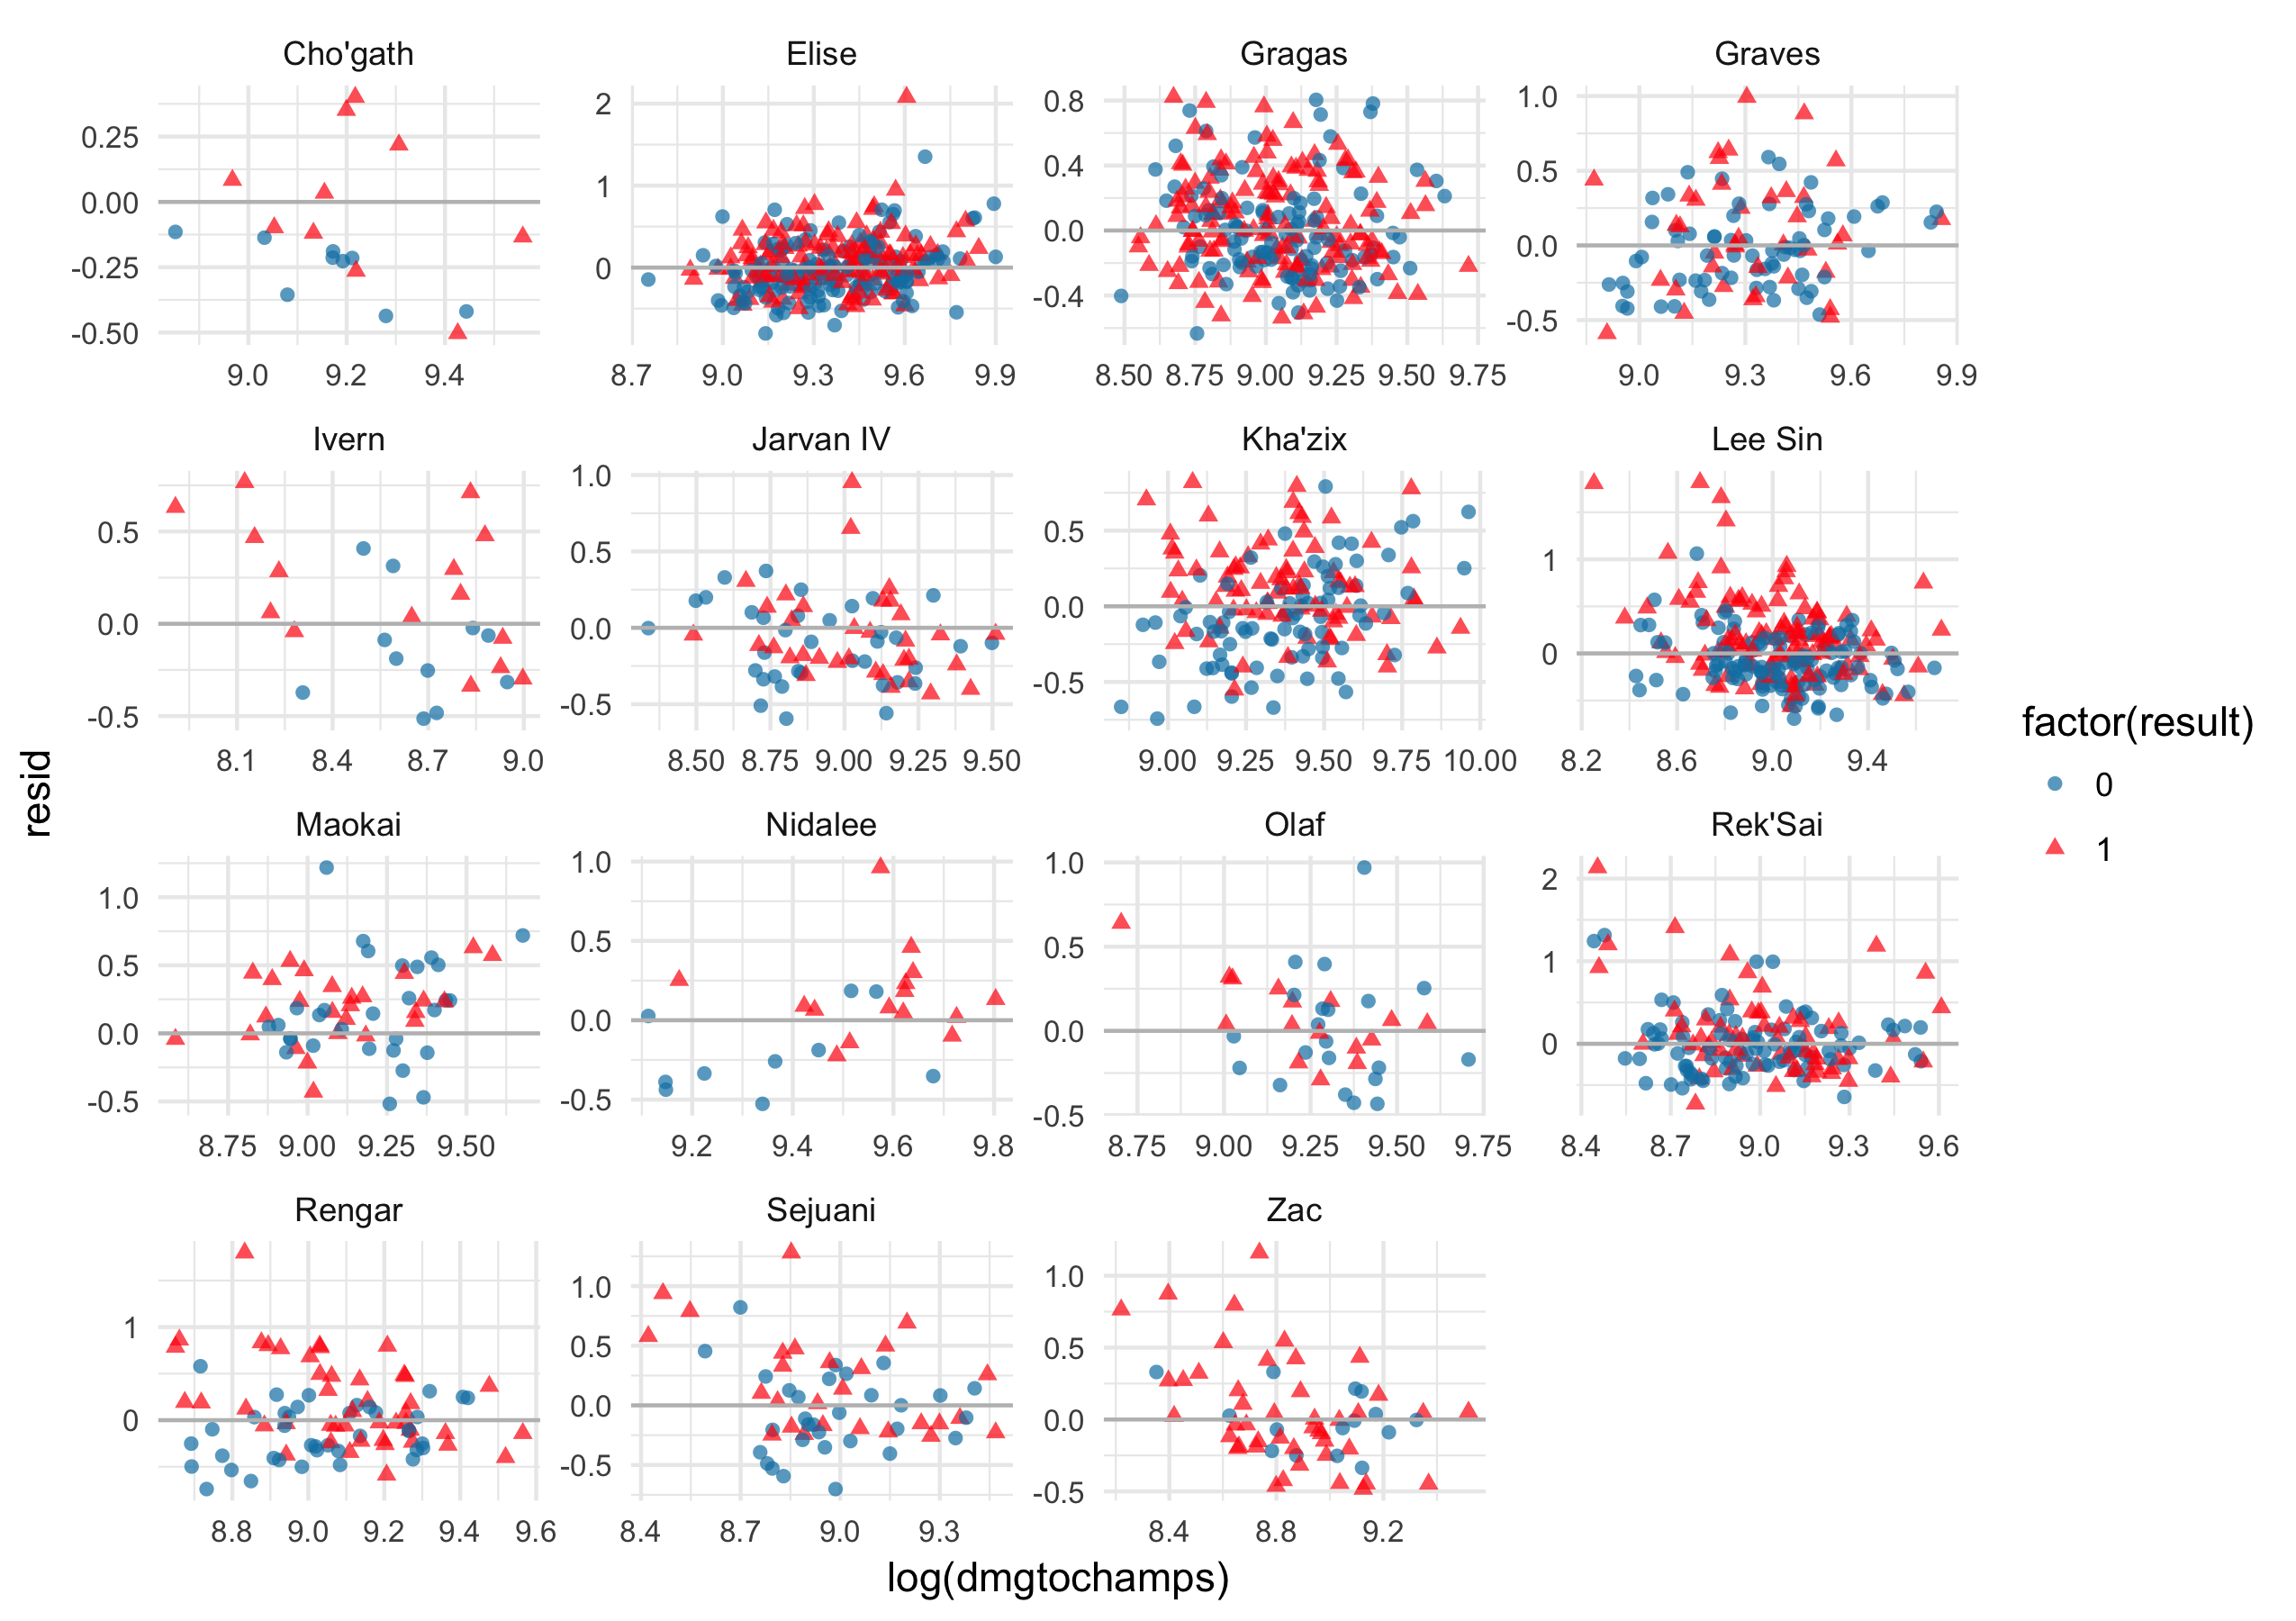 Cho'gath Elise Gragas Graves
0.25
0.00
-0.25
-0.50
9.0 9.2 9.4
2
1
0
8.7 9.0 9.3 9.6 9.9
0.8
0.4
0.0
-0.4
8.50 8.75 9.00 9.25 9.50 9.75
1.0
0.5
0.0
-0.5
9.0 9.3 9.6 9.9
Ivern Jarvan IV Kha'zix Lee Sin
0.5
0.0
-0.5
8.1 8.4 8.7 9.0
1.0
0.5
0.0
-0.5
8.50 8.75 9.00 9.25 9.50
0.5
0.0
-0.5
9.00 9.25 9.50 9.75 10.00
1
0
8.2 8.6 9.0 9.4
Maokai Nidalee Olaf Rek'Sai
1.0
0.5
0.0
-0.5
8.75 9.00 9.25 9.50
1.0
0.5
0.0
-0.5
9.2 9.4 9.6 9.8
1.0
0.5
0.0
-0.5
8.75 9.00 9.25 9.50 9.75
2
1
0
8.4 8.7 9.0 9.3 9.6
Rengar Sejuani Zac
1
0
8.8 9.0 9.2 9.4 9.6
1.0
0.5
0.0
-0.5
8.4 8.7 9.0 9.3
1.0
0.5
0.0
-0.5
8.4 8.8 9.2
resid
log(dmgtochamps)
factor(result)
0
1